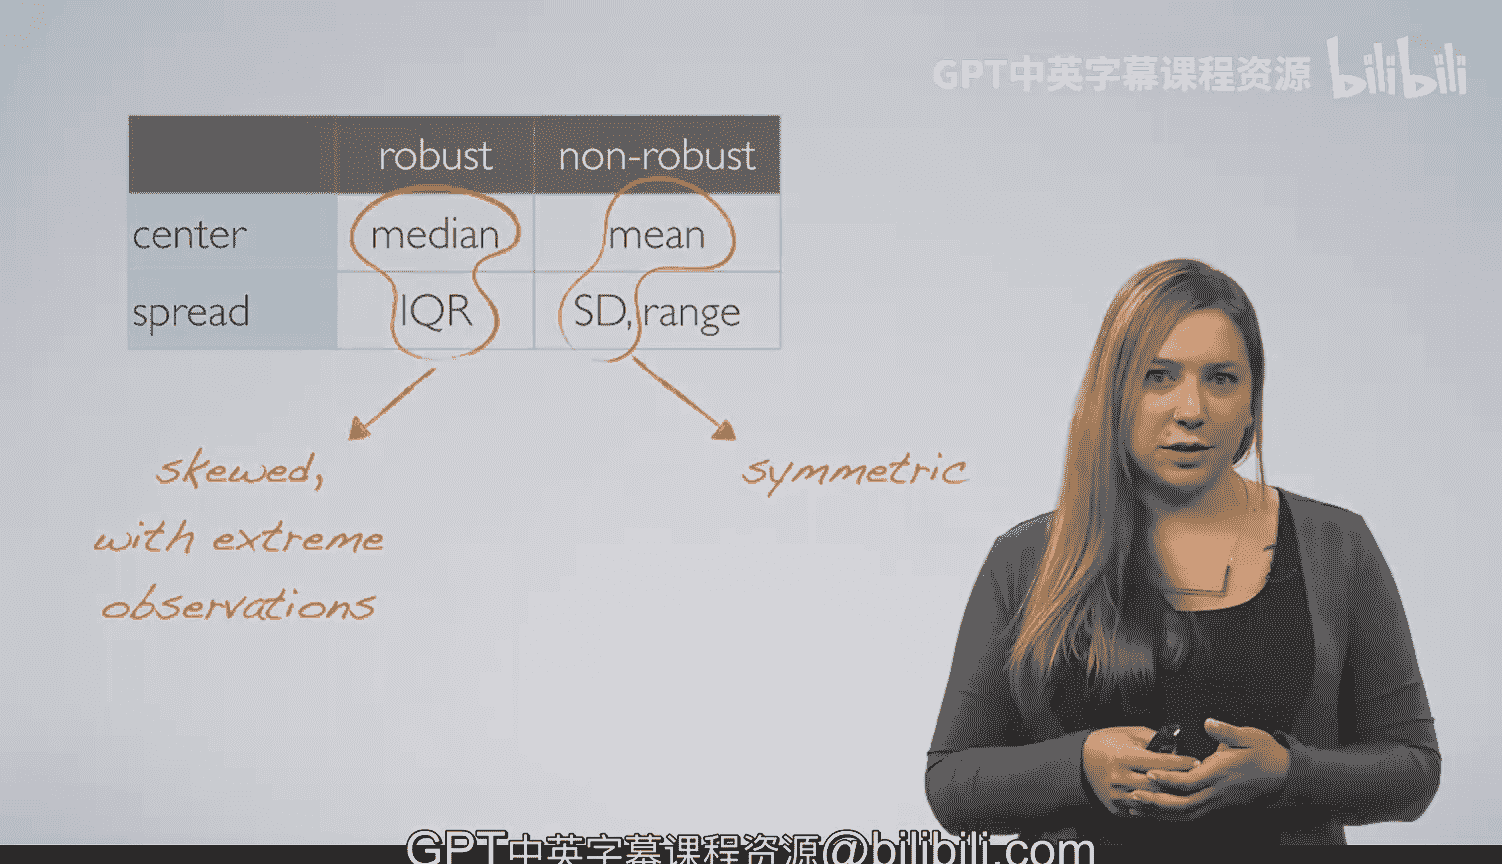 GPT中英字幕课程资源 bilibili
robust non-robust
center median mean
spread IQR SD, range
skewed,
with extreme
observations
symmetric
GPT中英字幕课程资源@bilibili.com